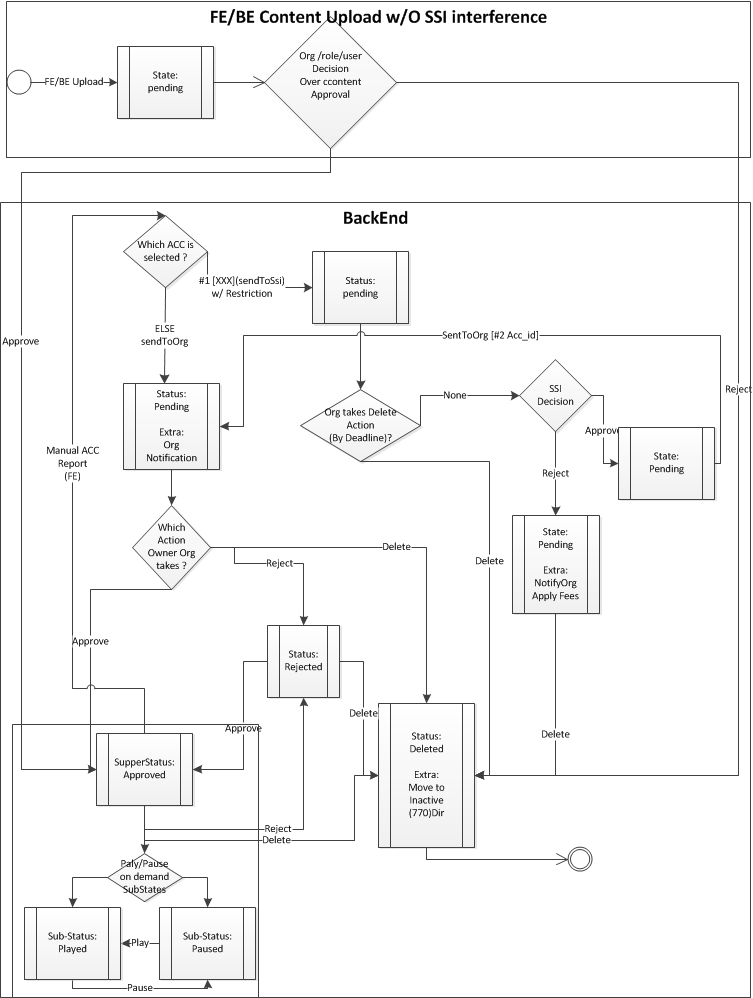 FE/BE Content Upload w/O SSI interference
FE/BE Upload
State:
pending
Org /role/user
Decision
Over ccontent
Approval
BackEnd
Which ACC is
selected ?
#1 [XXX](sendToSsi)
w/ Restriction
Status:
pending
ELSE
sendToOrg
SentToOrg [#2 Acc_id]
Approve
Reject
Status:
Pending
Extra:
Org
Notification
Org takes Delete
Action
(By Deadline)?
None
SSI
Decision
Approve
State:
Pending
Manual ACC
Report
(FE)
Reject
Which
Action
Owner Org
takes ?
Delete
Reject
Delete
State:
Pending
Extra:
NotifyOrg
Apply Fees
Approve
Status:
Rejected
Delete
Approve
Delete
SupperStatus:
Approved
Status:
Deleted
Extra:
Move to
Inactive
(770)Dir
Reject
Delete
Paly/Pause
on demand
SubStates
Sub-Status:
Played
Play
Sub-Status:
Paused
Pause